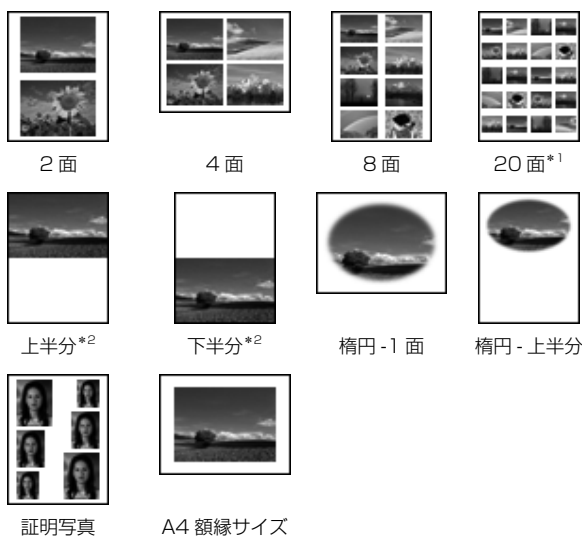 2 面
4 面
8 面
20 面*1
上半分*2
下半分*2
楕円 -1 面
楕円 - 上半分
証明写真
A4 額縁サイズ